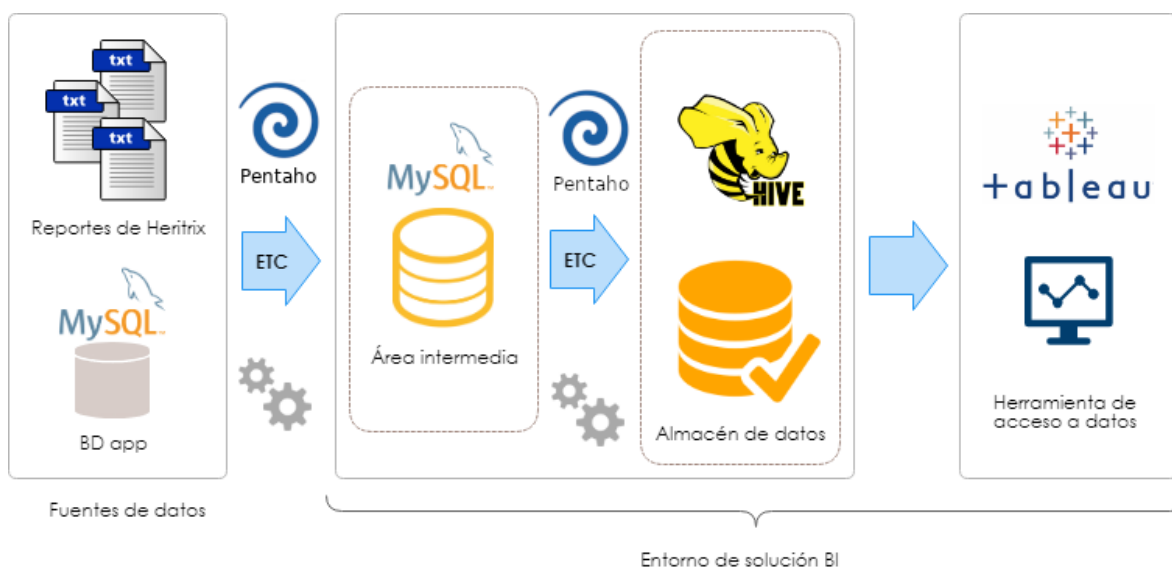 txt
txt
txt
Reportes de Heritrix
MySQL
BD app
Fuentes de datos
Pentaho
ETC
MySQL
Área intermedia
Pentaho
ETC
HIVE
Almacén de datos
+ableau
Herramienta de
acceso a datos
Entorno de solución BI